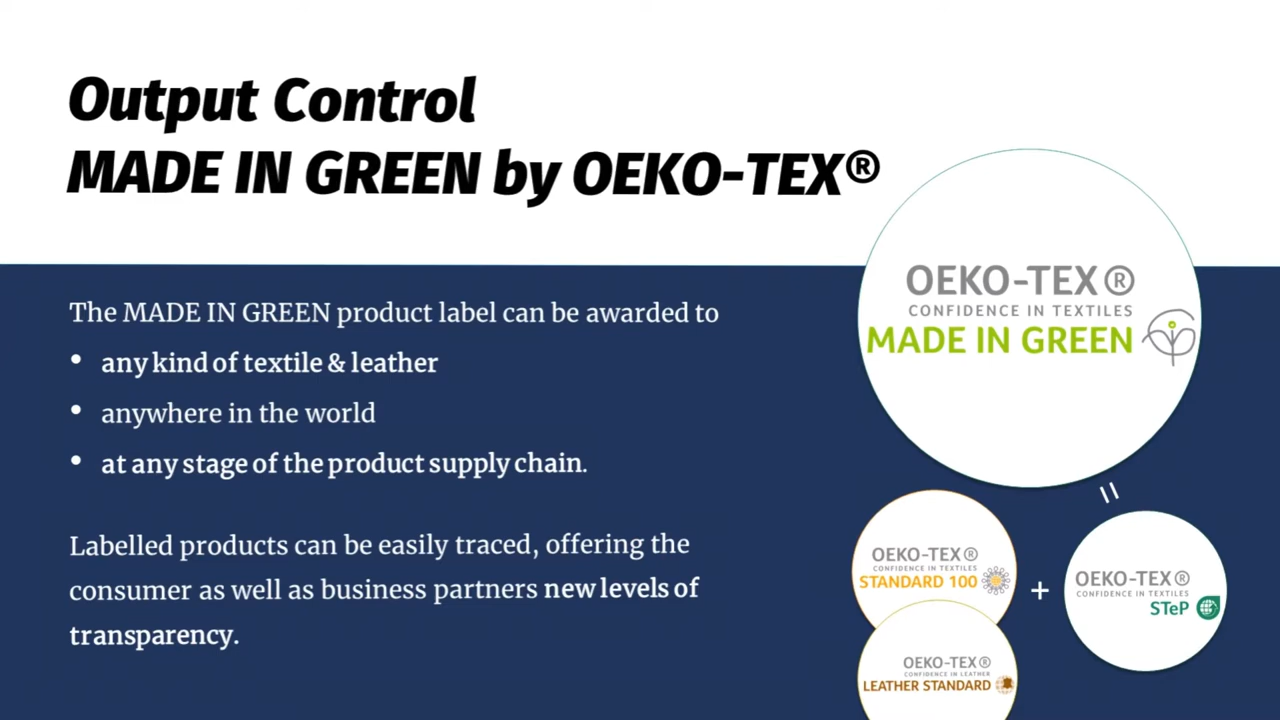 Output Control
MADE IN GREEN by OEKO-TEX®
The MADE IN GREEN product label can be awarded to
• any kind of textile & leather
• anywhere in the world
• at any stage of the product supply chain.
Labelled products can be easily traced, offering the
consumer as well as business partners new levels of
transparency.
OEKO-TEX®
CONFIDENCE IN TEXTILES
MADE IN GREEN
=
OEKO-TEX®
CONFIDENCE IN TEXTILES
STANDARD 100
+
OEKO-TEX®
CONFIDENCE IN TEXTILES
STeP
OEKO-TEX®
CONFIDENCE IN LEATHER
LEATHER STANDARD